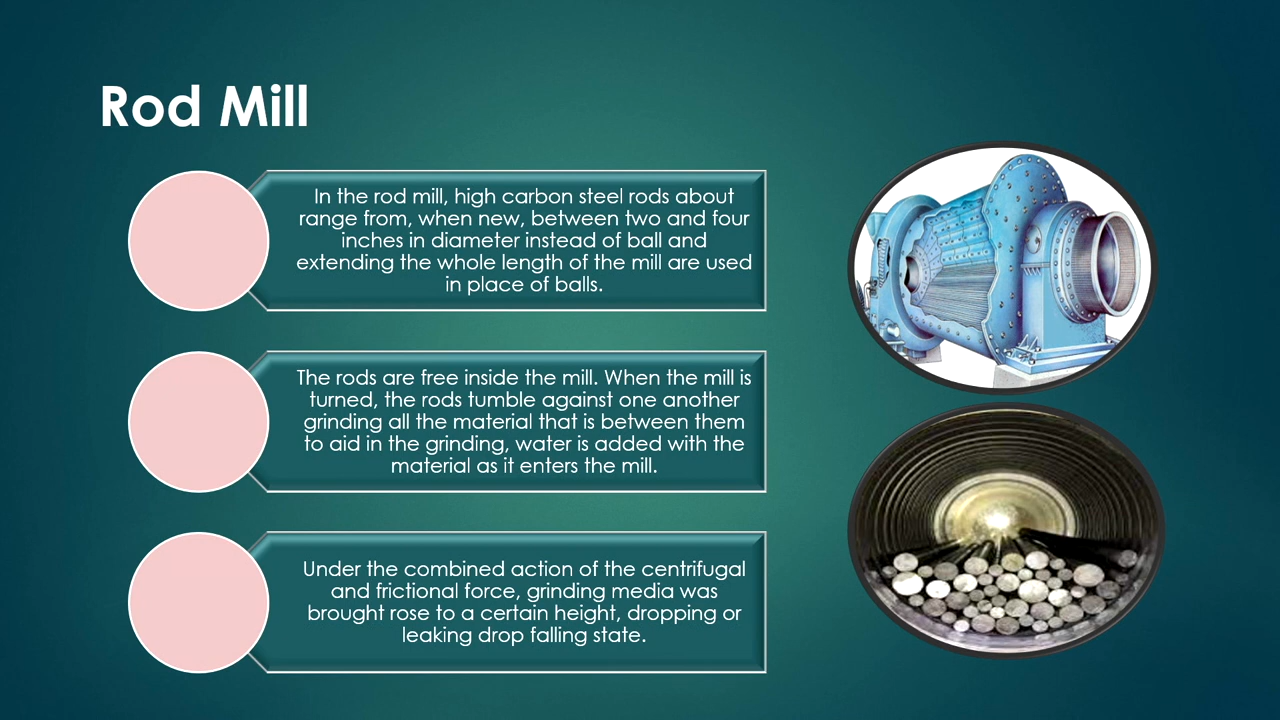 Rod Mill
In the rod mill, high carbon steel rods about
range from, when new, between two and four
inches in diameter instead of ball and
extending the whole length of the mill are used
in place of balls.
The rods are free inside the mill. When the mill is
turned, the rods tumble against one another
grinding all the material that is between them
to aid in the grinding, water is added with the
material as it enters the mill.
Under the combined action of the centrifugal
and frictional force, grinding media was
brought rose to a certain height, dropping or
leaking drop falling state.